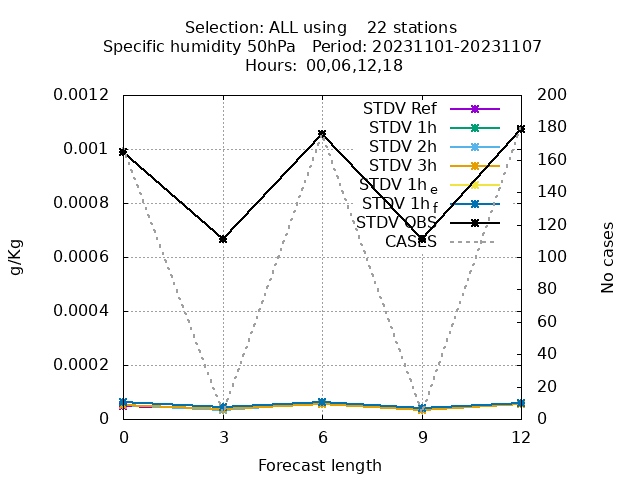 Selection: ALL using    22 stations
Specific humidity 50hPa   Period: 20231101-20231107
Hours: 00,06,12,18
0.0012
0.001
0.0008
0.0006
0.0004
0.0002
0
g/Kg
STDV Ref
STDV 1h
STDV 2h
STDV 3h
STDV 1h e
STDV 1h f
STDV OBS
CASES
200
180
160
140
120
100
80
60
40
20
0
No cases
0 3 6 9 12
Forecast length